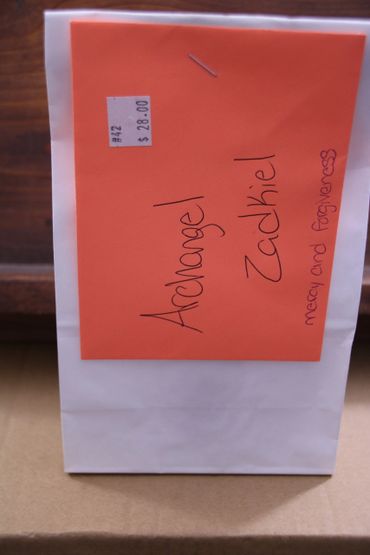 #42
$ 28.00
Archangel
Zadkiel
mercy and forgiveness